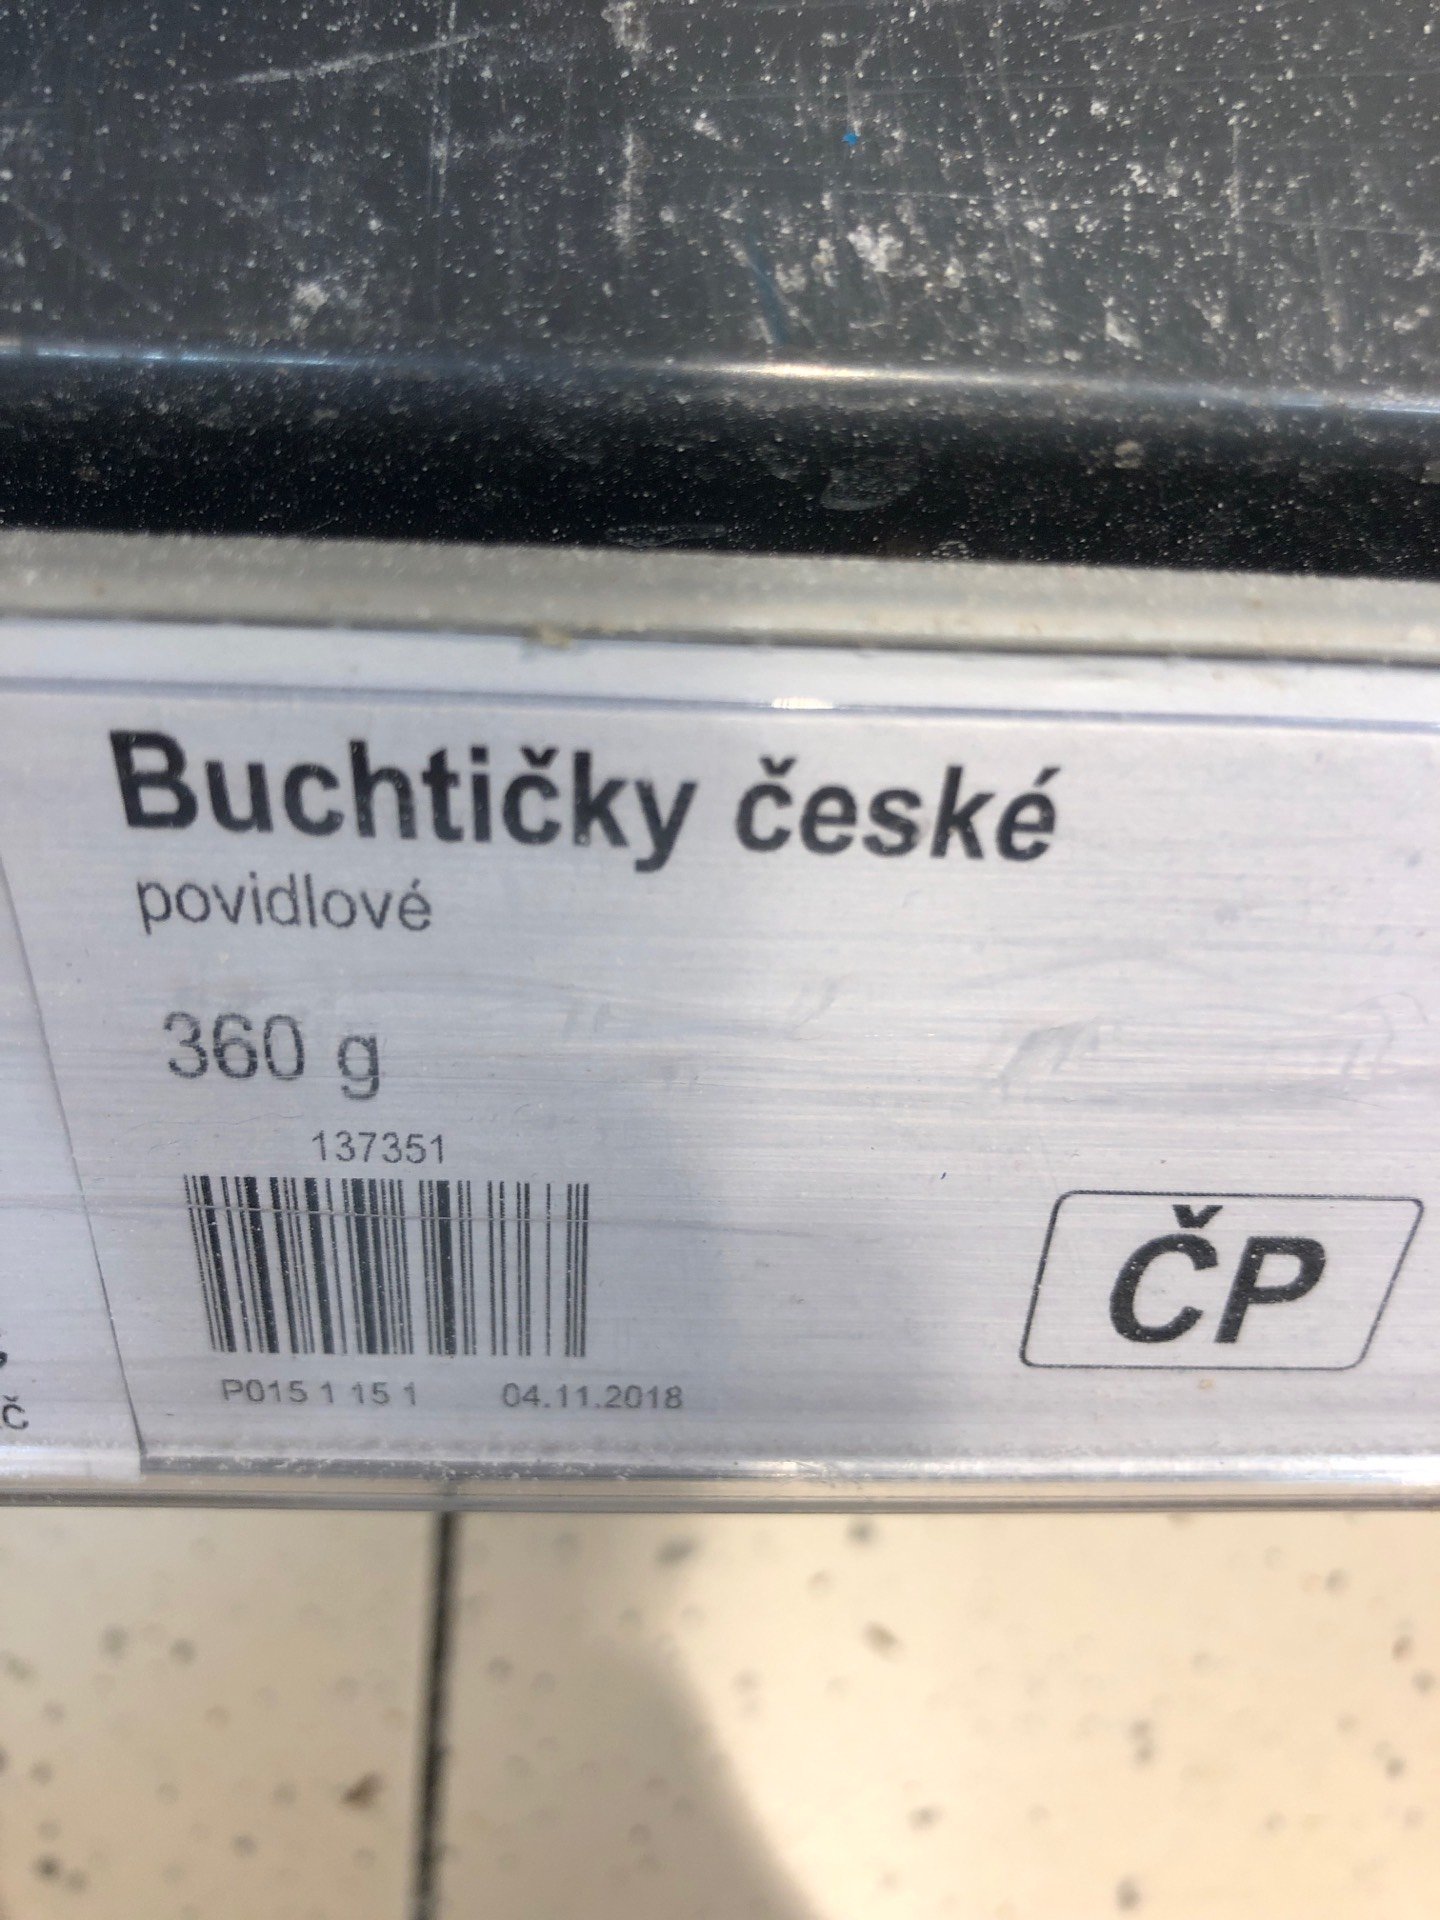 Buchtičky české
povidlové
360 g
137351
ČP
P015 1 15 1 04.11.2018
č